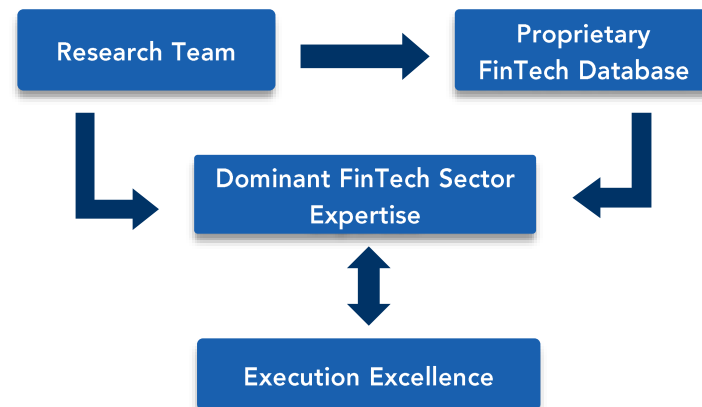 Research Team
Proprietary
FinTech Database
Dominant FinTech Sector
Expertise
Execution Excellence